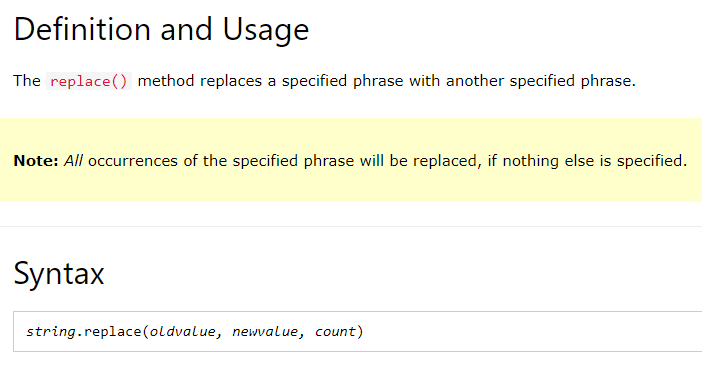 Definition and Usage
The replace() method replaces a specified phrase with another specified phrase.
Note: All occurrences of the specified phrase will be replaced, if nothing else is specified.
Syntax
string.replace(oldvalue, newvalue, count)